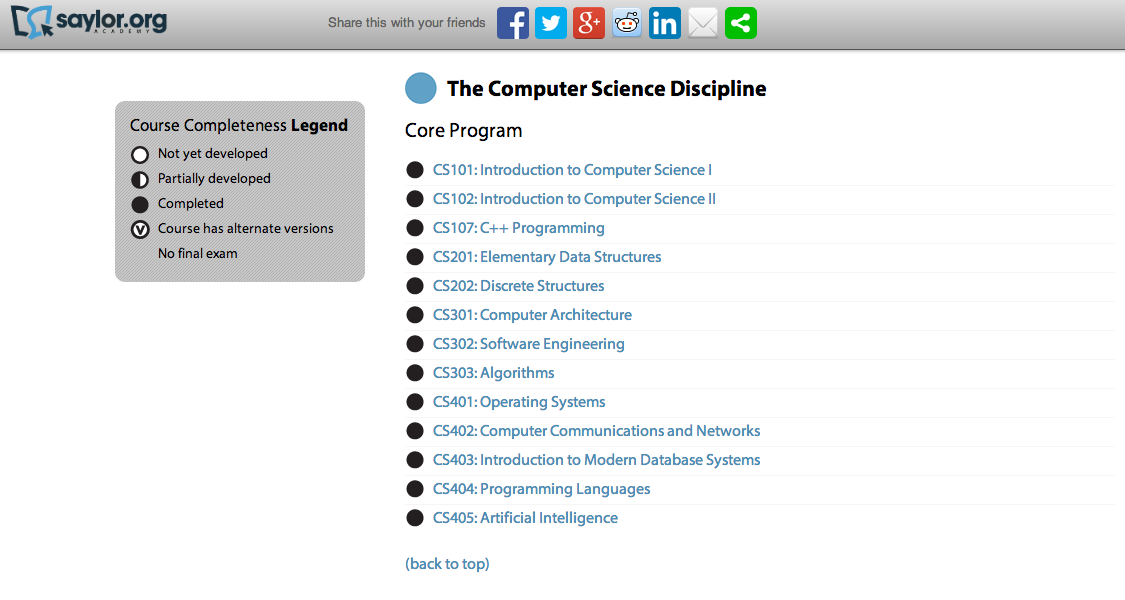 saylor.org
ACADEMY
Share this with your friends
The Computer Science Discipline
Course Completeness Legend
Not yet developed
Partially developed
Completed
V Course has alternate versions
No final exam
Core Program
CS101: Introduction to Computer Science I
CS102: Introduction to Computer Science II
CS107: C++ Programming
CS201: Elementary Data Structures
CS202: Discrete Structures
CS301: Computer Architecture
CS302: Software Engineering
CS303: Algorithms
CS401: Operating Systems
CS402: Computer Communications and Networks
CS403: Introduction to Modern Database Systems
CS404: Programming Languages
CS405: Artificial Intelligence
(back to top)